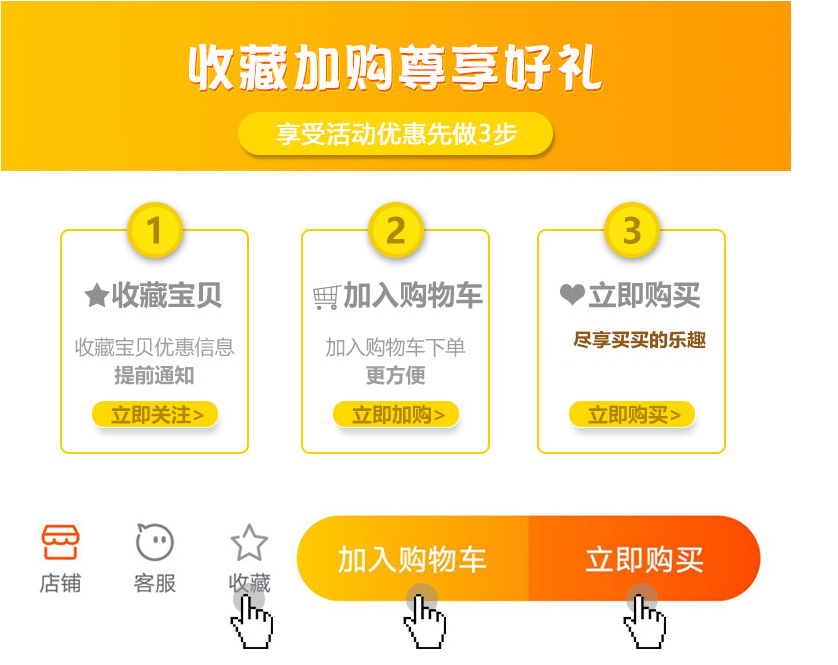 收藏加购尊享好礼
享受活动优惠先做3步
1
收藏宝贝
收藏宝贝优惠信息
提前通知
立即关注>
2
加入购物车
加入购物车下单
更方便
立即加购>
3
立即购买
尽享买买的乐趣
立即购买>
店铺
客服
收藏
加入购物车
立即购买